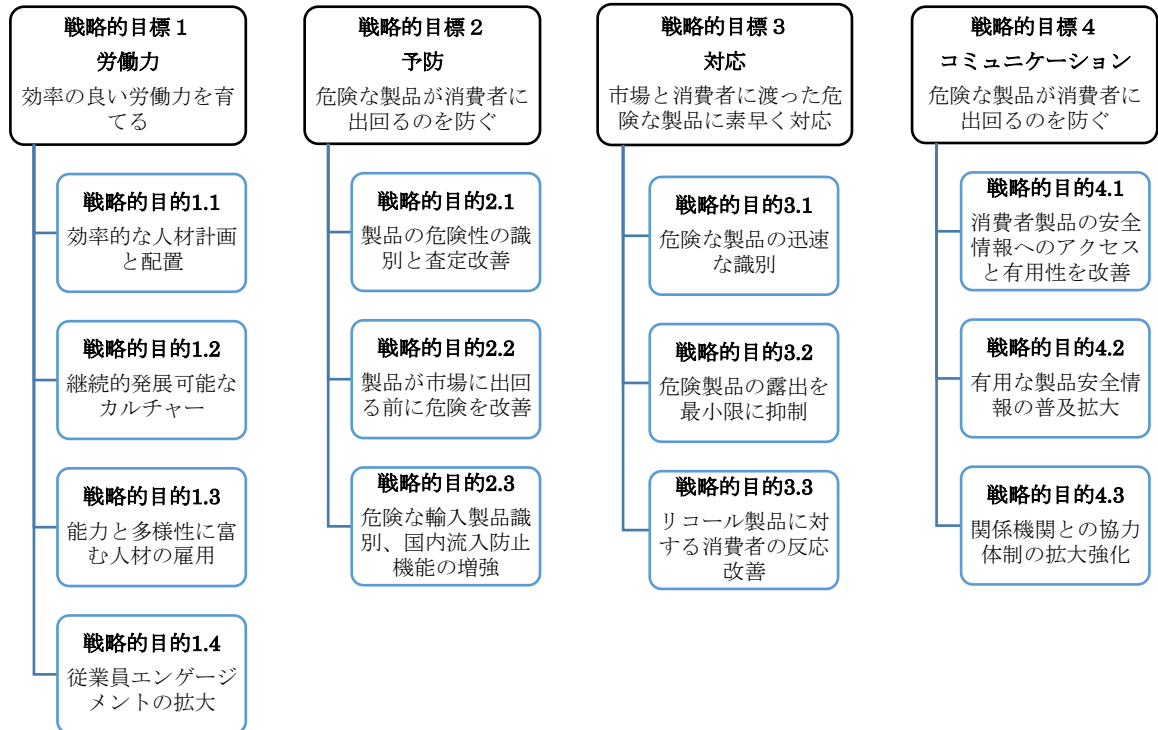 戦略的目標 1
労働力
効率の良い労働力を育
てる
戦略的目的1.1
効率的な人材計画
と配置
戦略的目的1.2
継続的発展可能な
カルチャー
戦略的目的1.3
能力と多様性に富
む人材の雇用
戦略的目的1.4
従業員エンゲージ
メントの拡大
戦略的目標 2
予防
危険な製品が消費者に
出回るのを防ぐ
戦略的目的2.1
製品の危険性の識
別と査定改善
戦略的目的2.2
製品が市場に出回
る前に危険を改善
戦略的目的2.3
危険な輸入製品識
別、国内流入防止
機能の増強
戦略的目標 3
対応
市場と消費者に渡った危
険な製品に素早く対応
戦略的目的3.1
危険な製品の迅速
な識別
戦略的目的3.2
危険製品の露出を
最小限に抑制
戦略的目的3.3
リコール製品に対
する消費者の反応
改善
戦略的目標 4
コミュニケーション
危険な製品が消費者に
出回るのを防ぐ
戦略的目的4.1
消費者製品の安全
情報へのアクセス
と有用性を改善
戦略的目的4.2
有用な製品安全情
報の普及拡大
戦略的目的4.3
関係機関との協力
体制の拡大強化